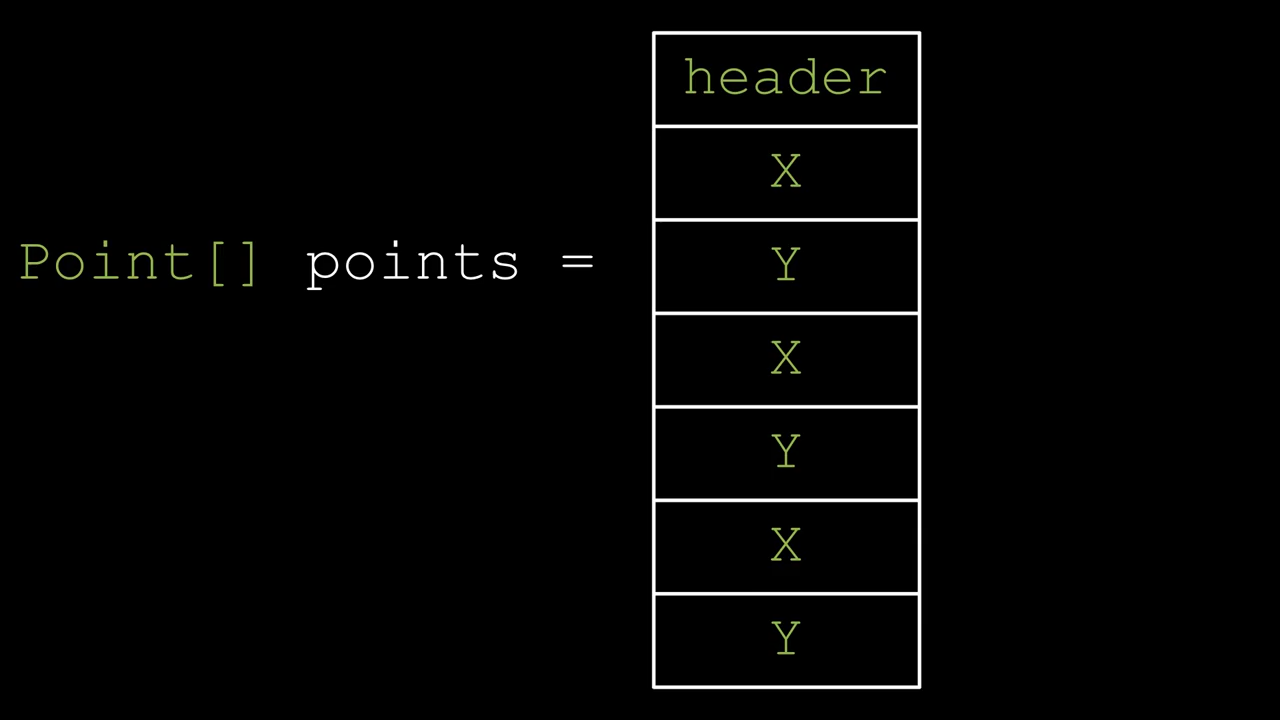 header
X
Point[] points = Y
X
Y
X
Y